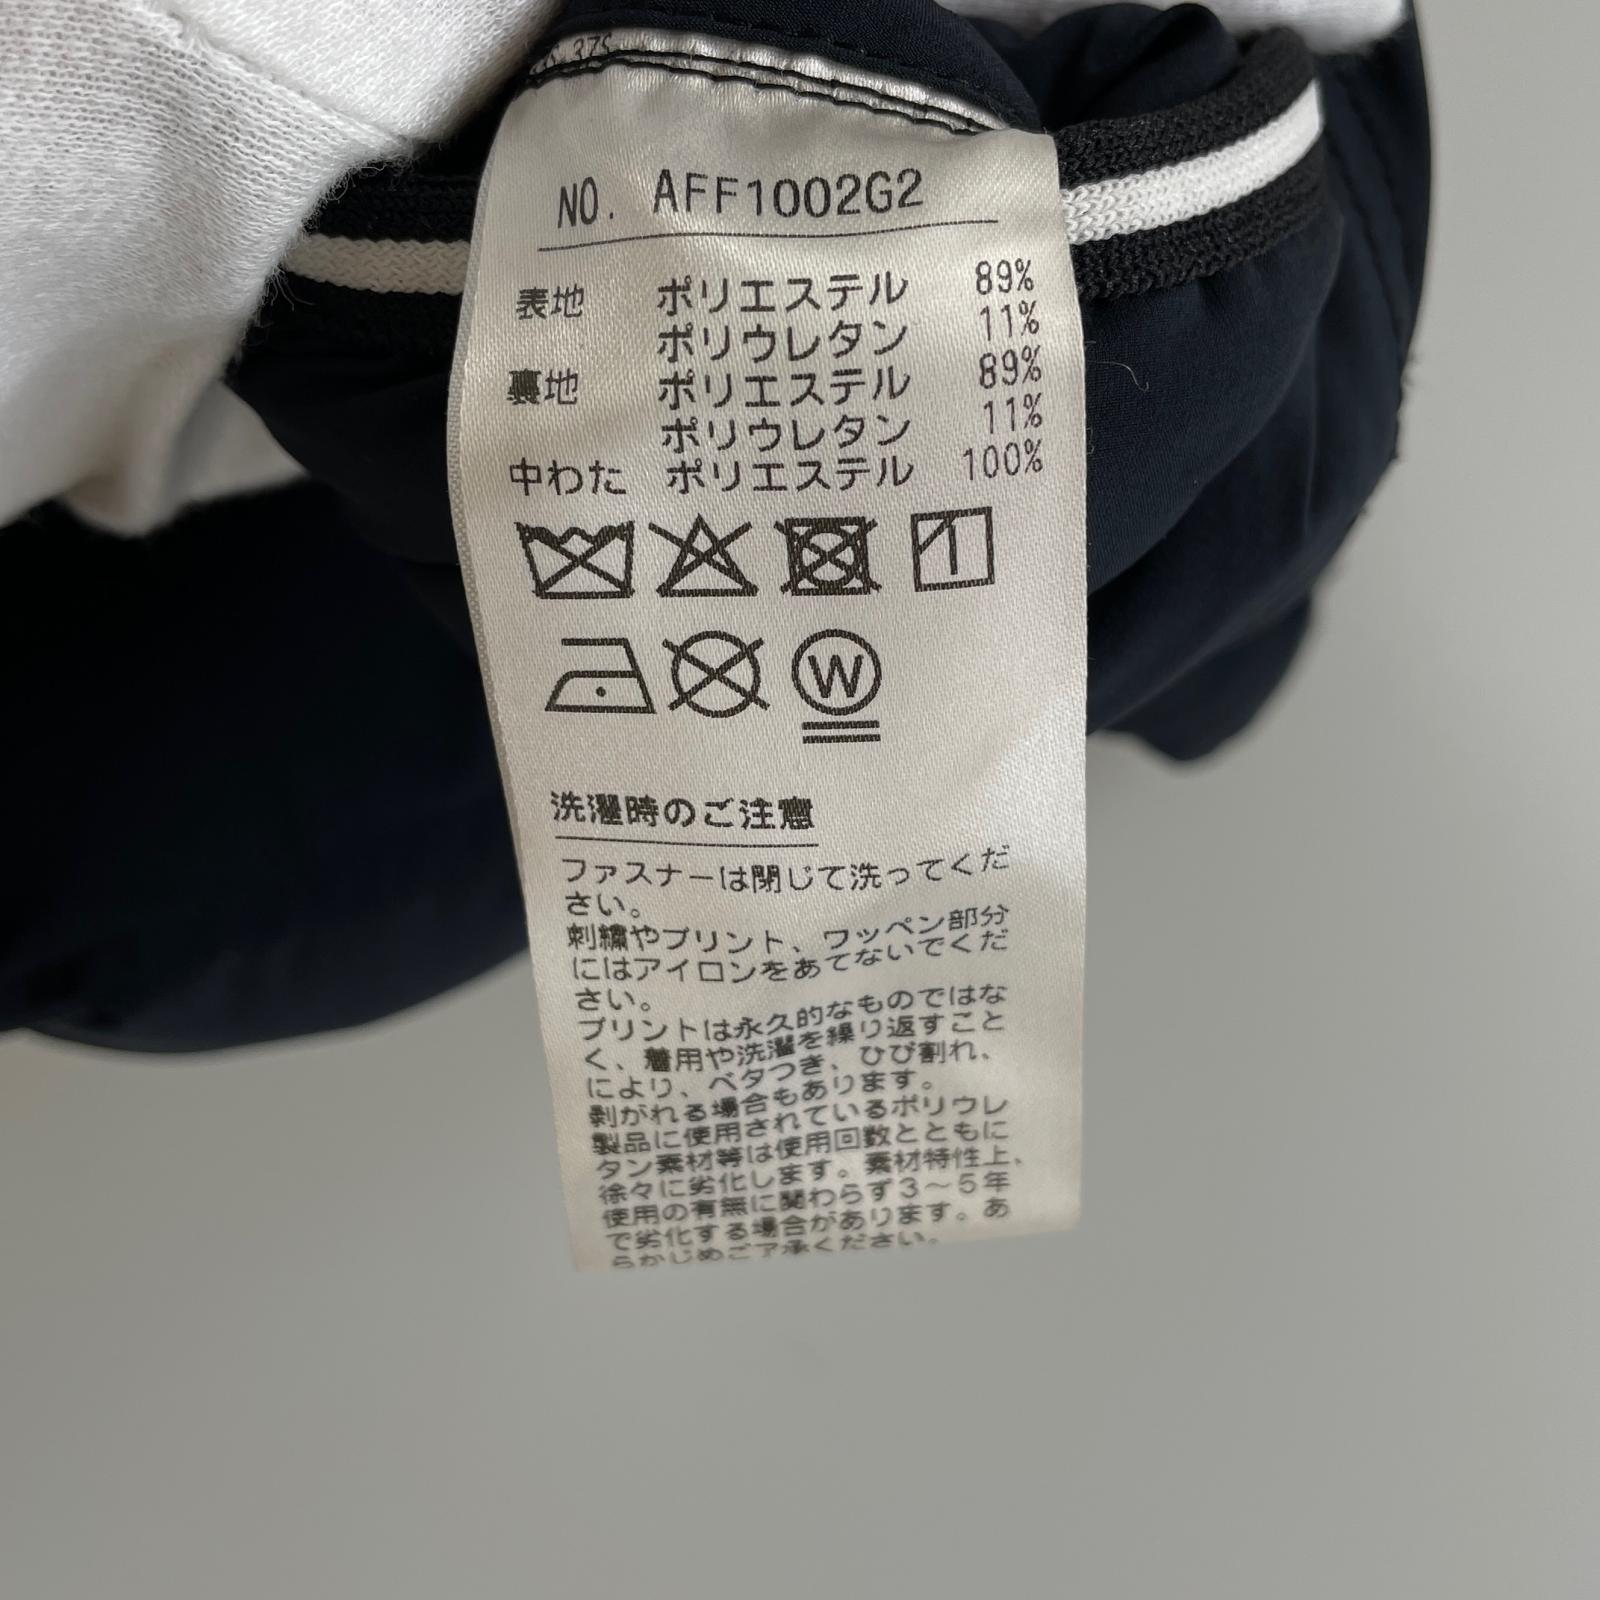 NO. AFF1002G2
表地 ポリエステル 89%
ポリウレタン 11%
裏地 ポリエステル 89%
ポリウレタン 11%
中わた ポリエステル 100%
W
洗濯時のご注意
ファスナーは閉じて洗ってくだ
さい。
刺繍やプリント、ワッペン部分
にはアイロンをあてないでくだ
さい。
プリントは永久的なものではな
く、着用や洗濯を繰り返すこと
により、ベタつき、ひび割れ、
剥がれる場合もあります。
製品に使用されているポリウレ
タン素材等は使用回数とともに
徐々に劣化します。素材特性上、
使用の有無に関わらず3〜5年
で劣化する場合があります。あ
らかじめご了承ください。